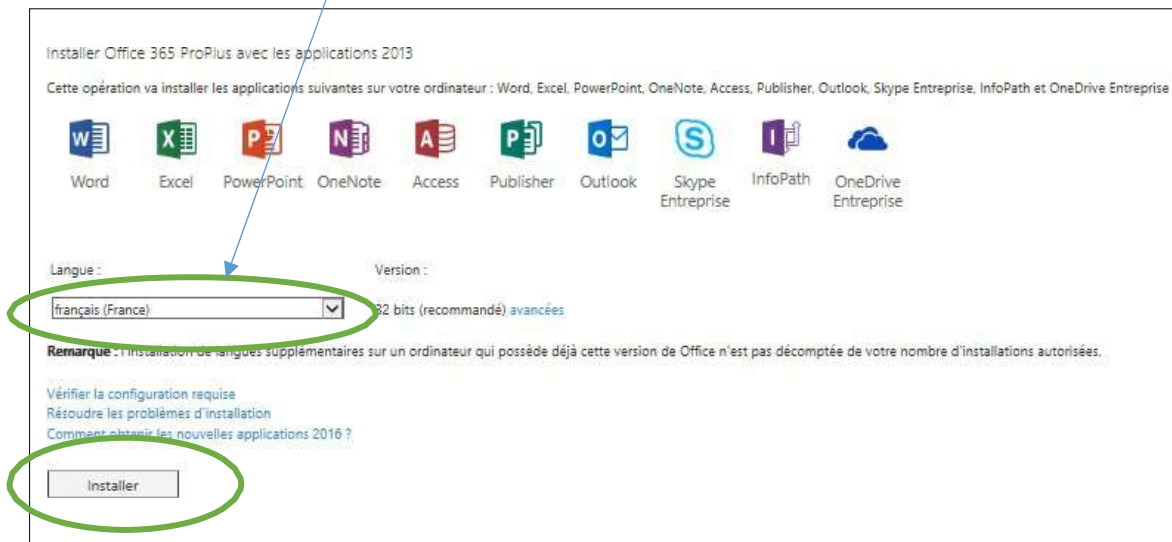 Installer Office 365 ProPlus avec les applications 2013
Cette opération va installer les applications suivantes sur votre ordinateur : Word, Excel, PowerPoint, OneNote, Access, Publisher, Outlook, Skype Entreprise, InfoPath et OneDrive Entreprise
Word Excel PowerPoint OneNote Access Publisher Outlook Skype Entreprise InfoPath OneDrive Entreprise
Langue : Version :
français (France) 32 bits (recommandé) avancées
Remarque : l'installation de langues supplémentaires sur un ordinateur qui possède déjà cette version de Office n'est pas décomptée de votre nombre d'installations autorisées.
Vérifier la configuration requise
Résoudre les problèmes d'installation
Comment obtenir les nouvelles applications 2016 ?
Installer